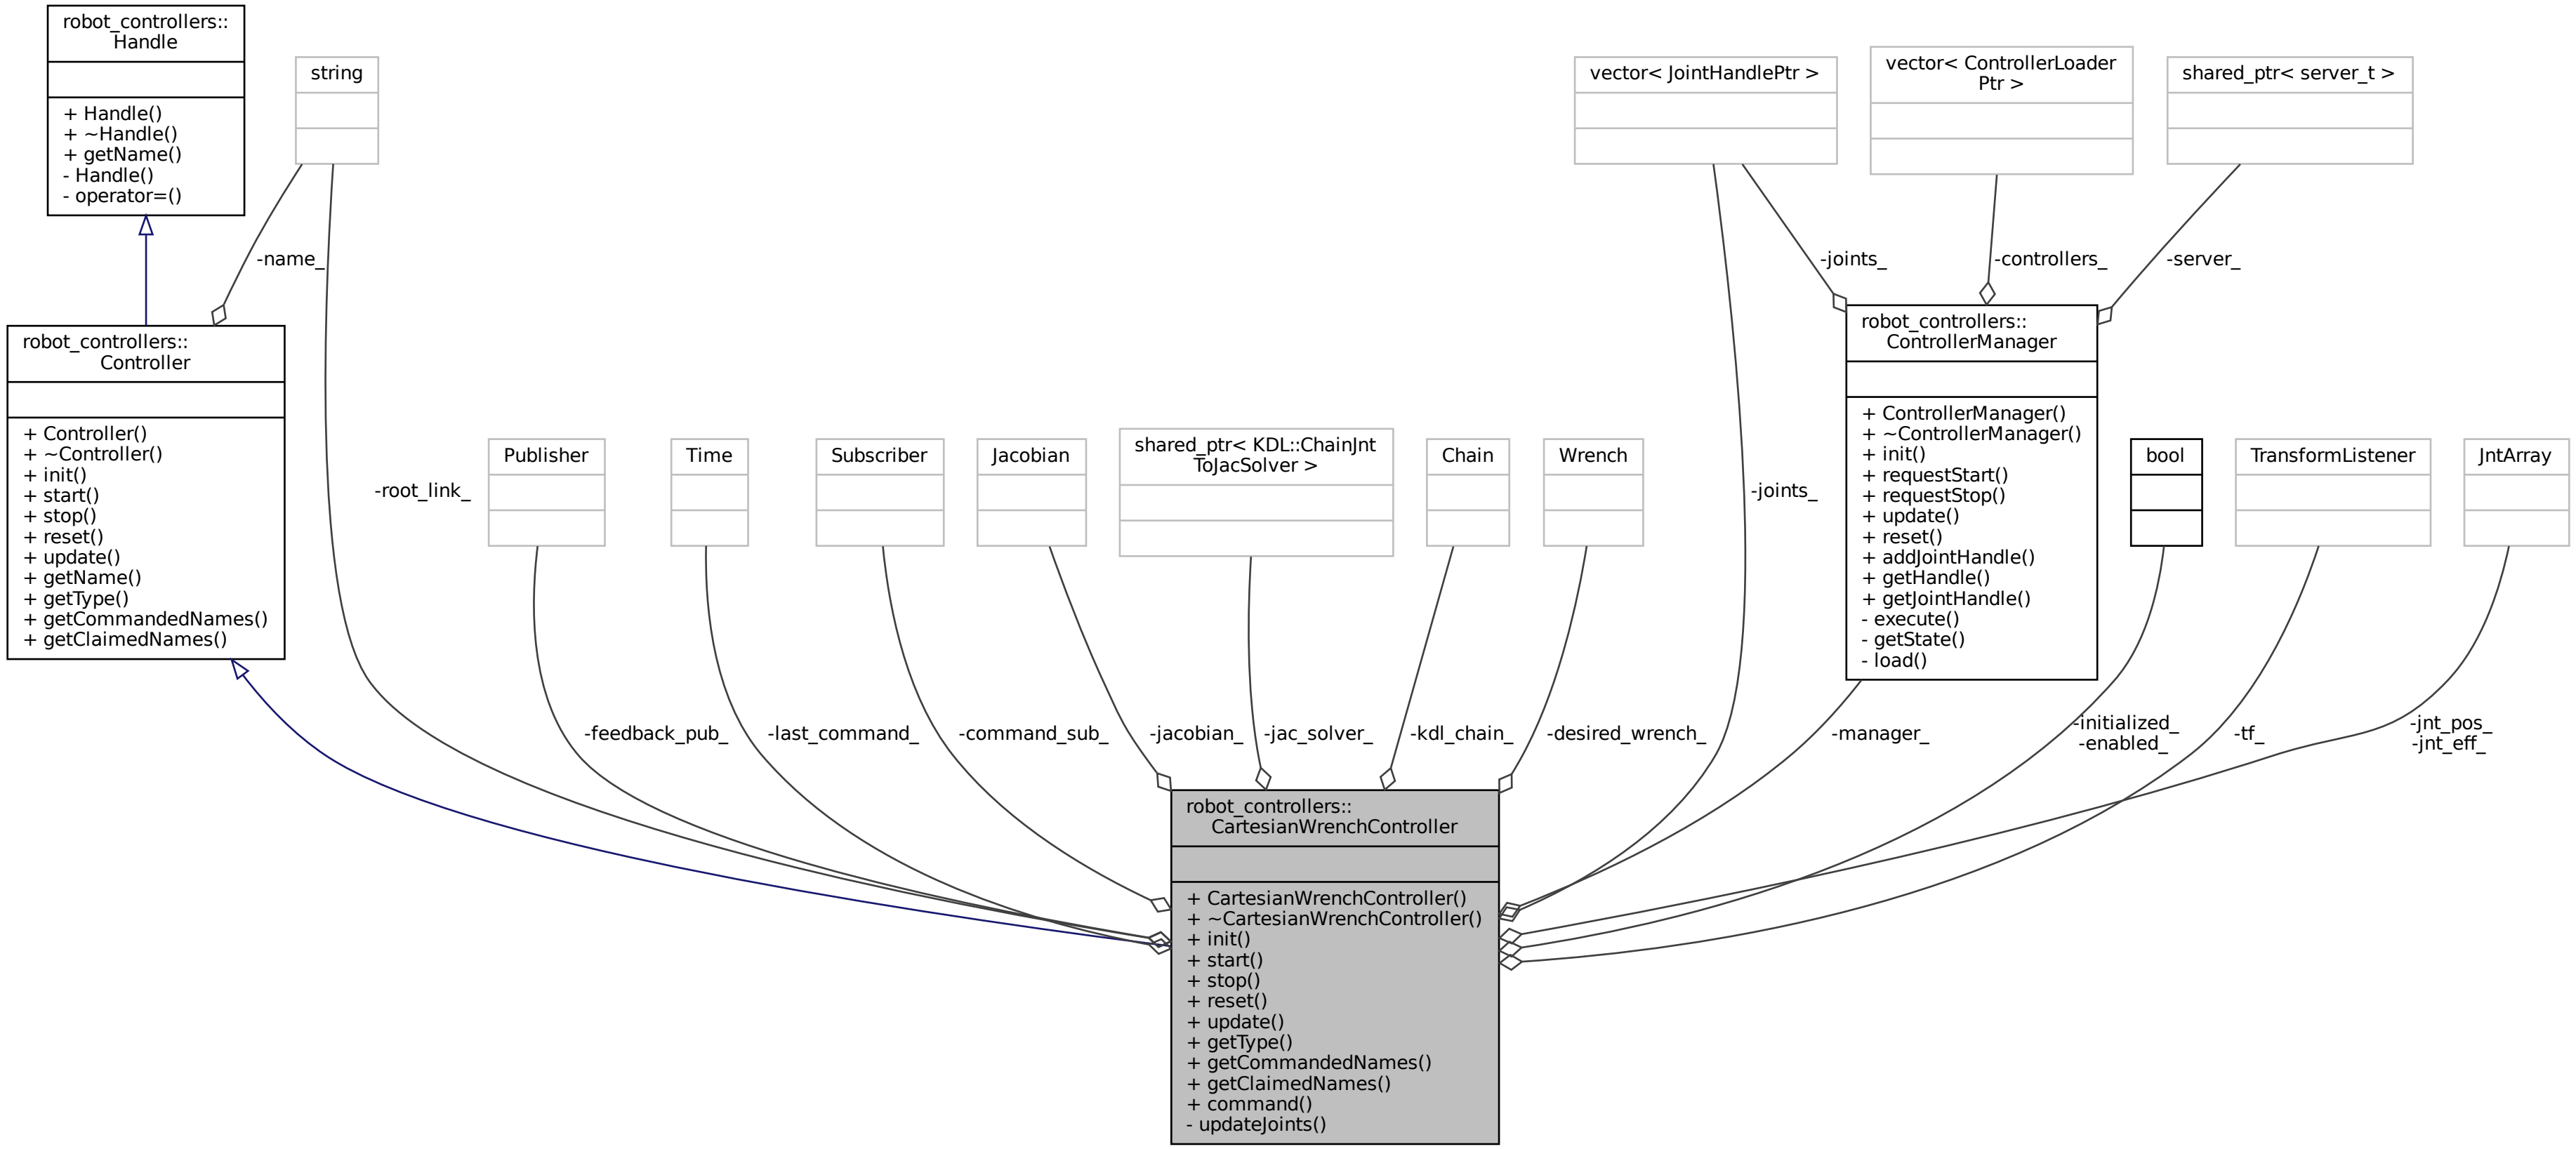 robot_controllers::
Handle
+ Handle()
+ ~Handle()
+ getName()
- Handle()
- operator=()
string
vector< JointHandlePtr >
vector< ControllerLoader
Ptr >
shared_ptr< server_t >
-name_
-joints_
-controllers_
-server_
robot_controllers::
Controller
+ Controller()
+ ~Controller()
+ init()
+ start()
+ stop()
+ reset()
+ update()
+ getName()
+ getType()
+ getCommandedNames()
+ getClaimedNames()
robot_controllers::
ControllerManager
+ ControllerManager()
+ ~ControllerManager()
+ init()
+ requestStart()
+ requestStop()
+ update()
+ reset()
+ addJointHandle()
+ getHandle()
+ getJointHandle()
- execute()
- getState()
- load()
-root_link_
Publisher
Time
Subscriber
Jacobian
shared_ptr< KDL::ChainJnt
ToJacSolver >
Chain
Wrench
-joints_
bool
TransformListener
JntArray
-feedback_pub_
-last_command_
-command_sub_
-jacobian_
-jac_solver_
-kdl_chain_
-desired_wrench_
-manager_
-initialized_
-enabled_
-tf_
-jnt_pos_
-jnt_eff_
robot_controllers::
CartesianWrenchController
+ CartesianWrenchController()
+ ~CartesianWrenchController()
+ init()
+ start()
+ stop()
+ reset()
+ update()
+ getType()
+ getCommandedNames()
+ getClaimedNames()
+ command()
- updateJoints()